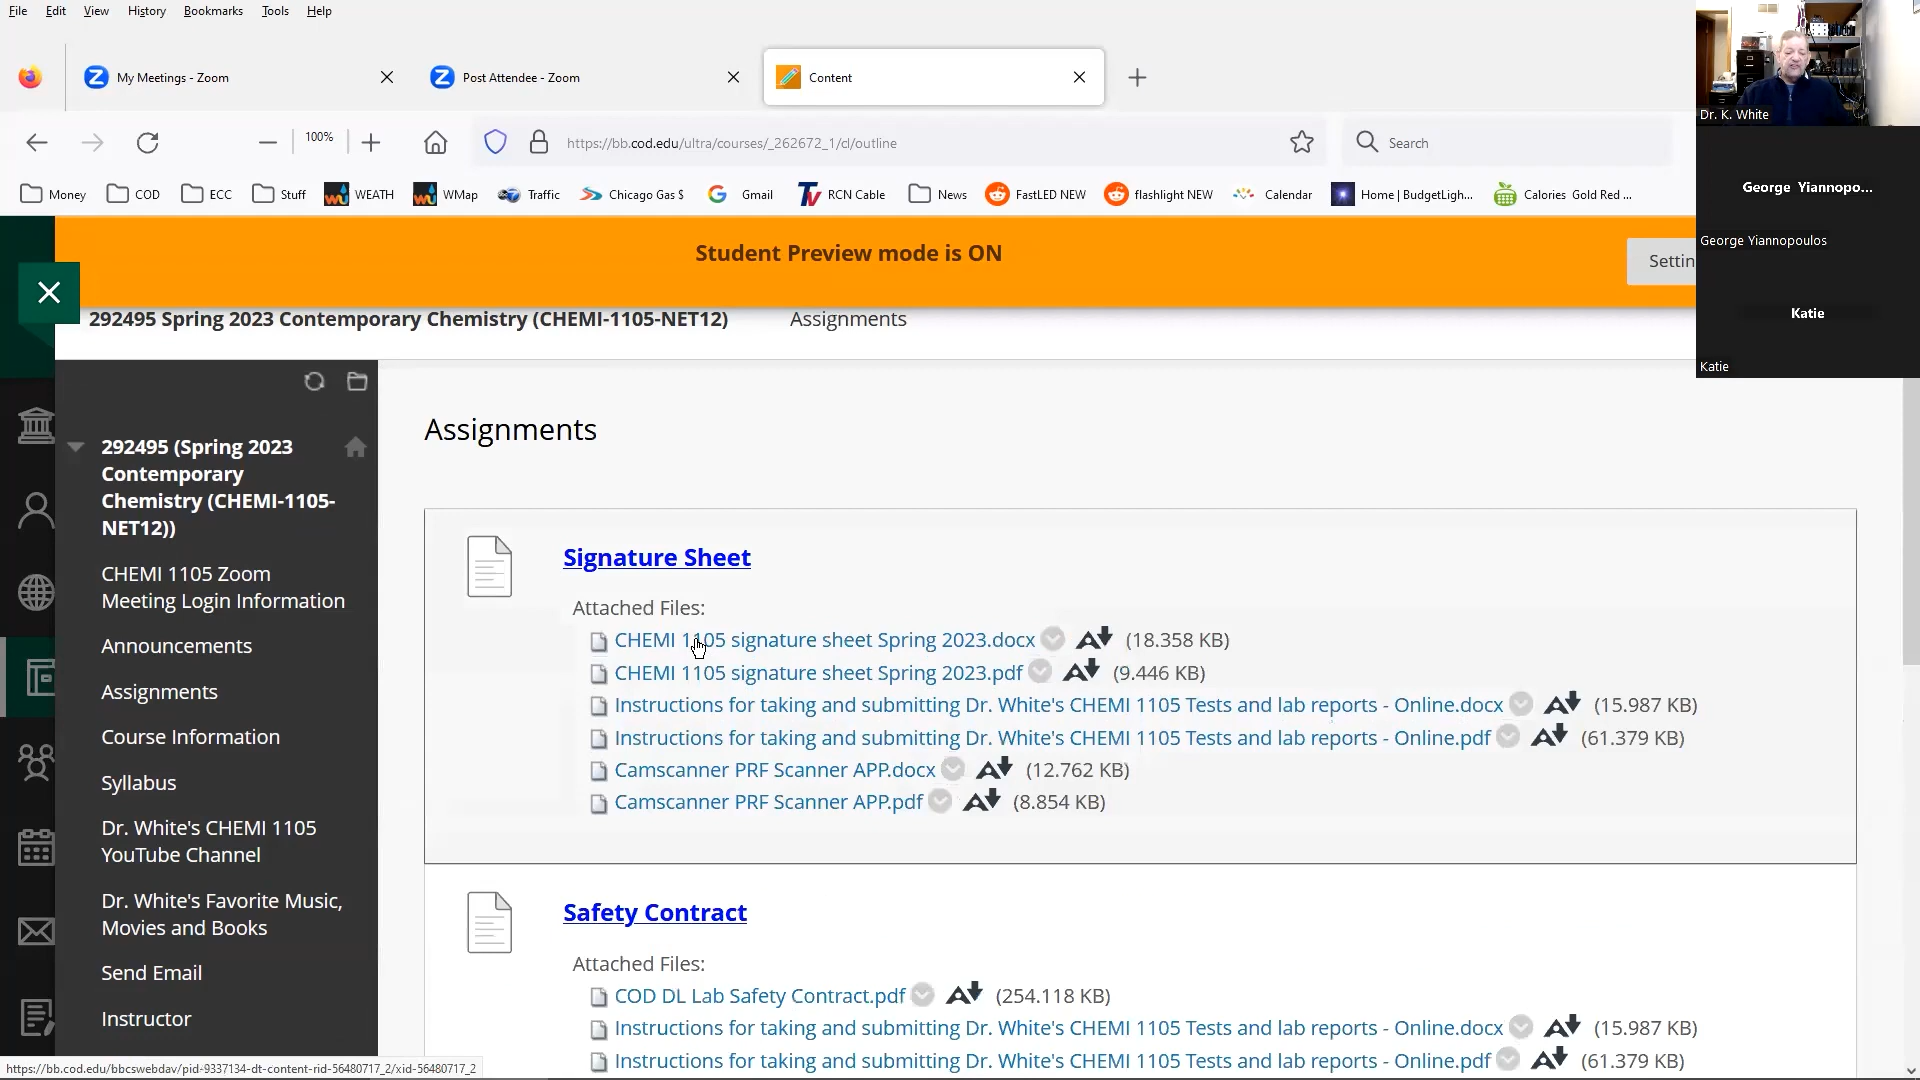 File Edit View History Bookmarks Tools Help
My Meetings - Zoom
Post Attendee - Zoom
Content
100%
https://bb.cod.edu/ultra/courses/_262672_1/cl/outline
Search
Money COD ECC Stuff WEATH WMap Traffic Chicago Gas $ Gmail RCN Cable News FastLED NEW flashlight NEW Calendar Home | BudgetLigh... Calories Gold Red ...
Dr. K. White
George Yiannopo...
George Yiannopoulos
Katie
Katie
Student Preview mode is ON
Settin
292495 Spring 2023 Contemporary Chemistry (CHEMI-1105-NET12)
Assignments
292495 (Spring 2023
Contemporary
Chemistry (CHEMI-1105-
NET12))
CHEMI 1105 Zoom
Meeting Login Information
Announcements
Assignments
Course Information
Syllabus
Dr. White's CHEMI 1105
YouTube Channel
Dr. White's Favorite Music,
Movies and Books
Send Email
Instructor
Assignments
Signature Sheet
Attached Files:
CHEMI 1105 signature sheet Spring 2023.docx (18.358 KB)
CHEMI 1105 signature sheet Spring 2023.pdf (9.446 KB)
Instructions for taking and submitting Dr. White's CHEMI 1105 Tests and lab reports - Online.docx (15.987 KB)
Instructions for taking and submitting Dr. White's CHEMI 1105 Tests and lab reports - Online.pdf (61.379 KB)
Camscanner PRF Scanner APP.docx (12.762 KB)
Camscanner PRF Scanner APP.pdf (8.854 KB)
Safety Contract
Attached Files:
COD DL Lab Safety Contract.pdf (254.118 KB)
Instructions for taking and submitting Dr. White's CHEMI 1105 Tests and lab reports - Online.docx (15.987 KB)
Instructions for taking and submitting Dr. White's CHEMI 1105 Tests and lab reports - Online.pdf (61.379 KB)
https://bb.cod.edu/bbcswebdav/pid-9337134-dt-content-rid-56480717_2/xid-56480717_2